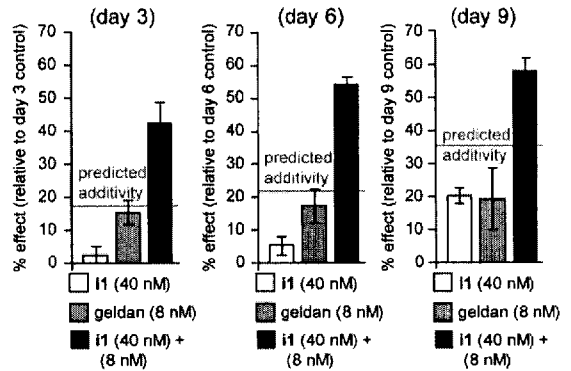 (day 3)
% effect (relative to day 3 control)
70
60
50
40
30
20
10
0
predicted
additivity
i1 (40 nM)
geldan (8 nM)
i1 (40 nM) +
(8 nM)
(day 6)
% effect (relative to day 6 control)
70
60
50
40
30
20
10
0
predicted
additivity
i1 (40 nM)
geldan (8 nM)
i1 (40 nM) +
(8 nM)
(day 9)
% effect (relative to day 9 control)
70
60
50
40
30
20
10
0
predicted
additivity
i1 (40 nM)
geldan (8 nM)
i1 (40 nM) +
(8 nM)